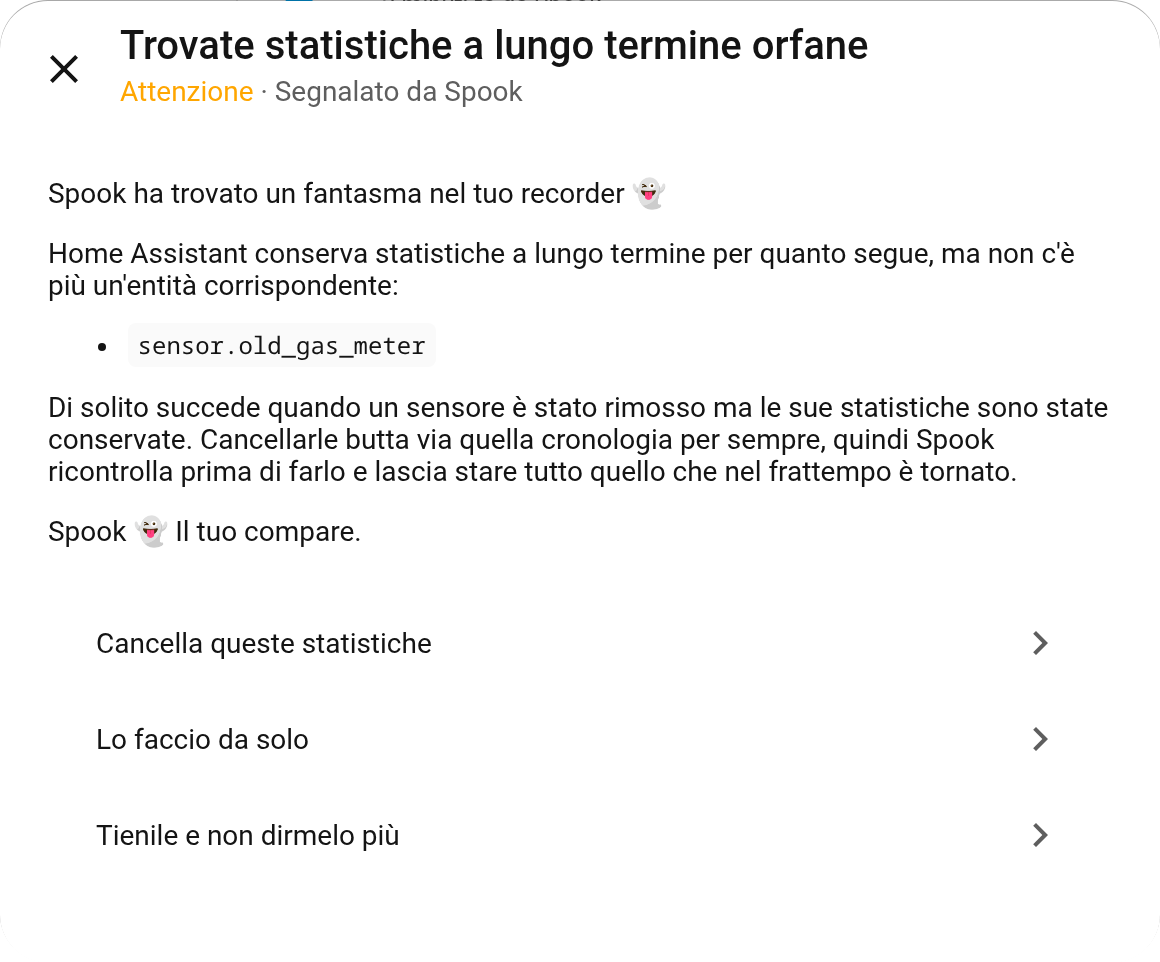 Trovate statistiche a lungo termine orfane
Attenzione · Segnalato da Spook
Spook ha trovato un fantasma nel tuo recorder 👻
Home Assistant conserva statistiche a lungo termine per quanto segue, ma non c'è
più un'entità corrispondente:
• sensor.old_gas_meter
Di solito succede quando un sensore è stato rimosso ma le sue statistiche sono state
conservate. Cancellarle butta via quella cronologia per sempre, quindi Spook
ricontrolla prima di farlo e lascia stare tutto quello che nel frattempo è tornato.
Spook 👻 Il tuo compare.
Cancella queste statistiche
Lo faccio da solo
Tienile e non dirmelo più